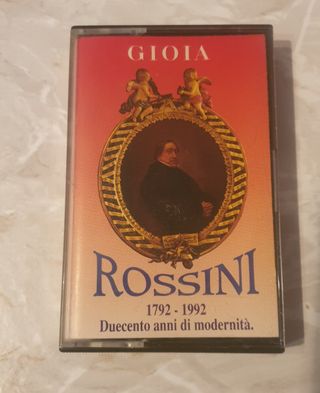 GIOIA
ROSSINI
1792 - 1992
Duecento anni di modernità.